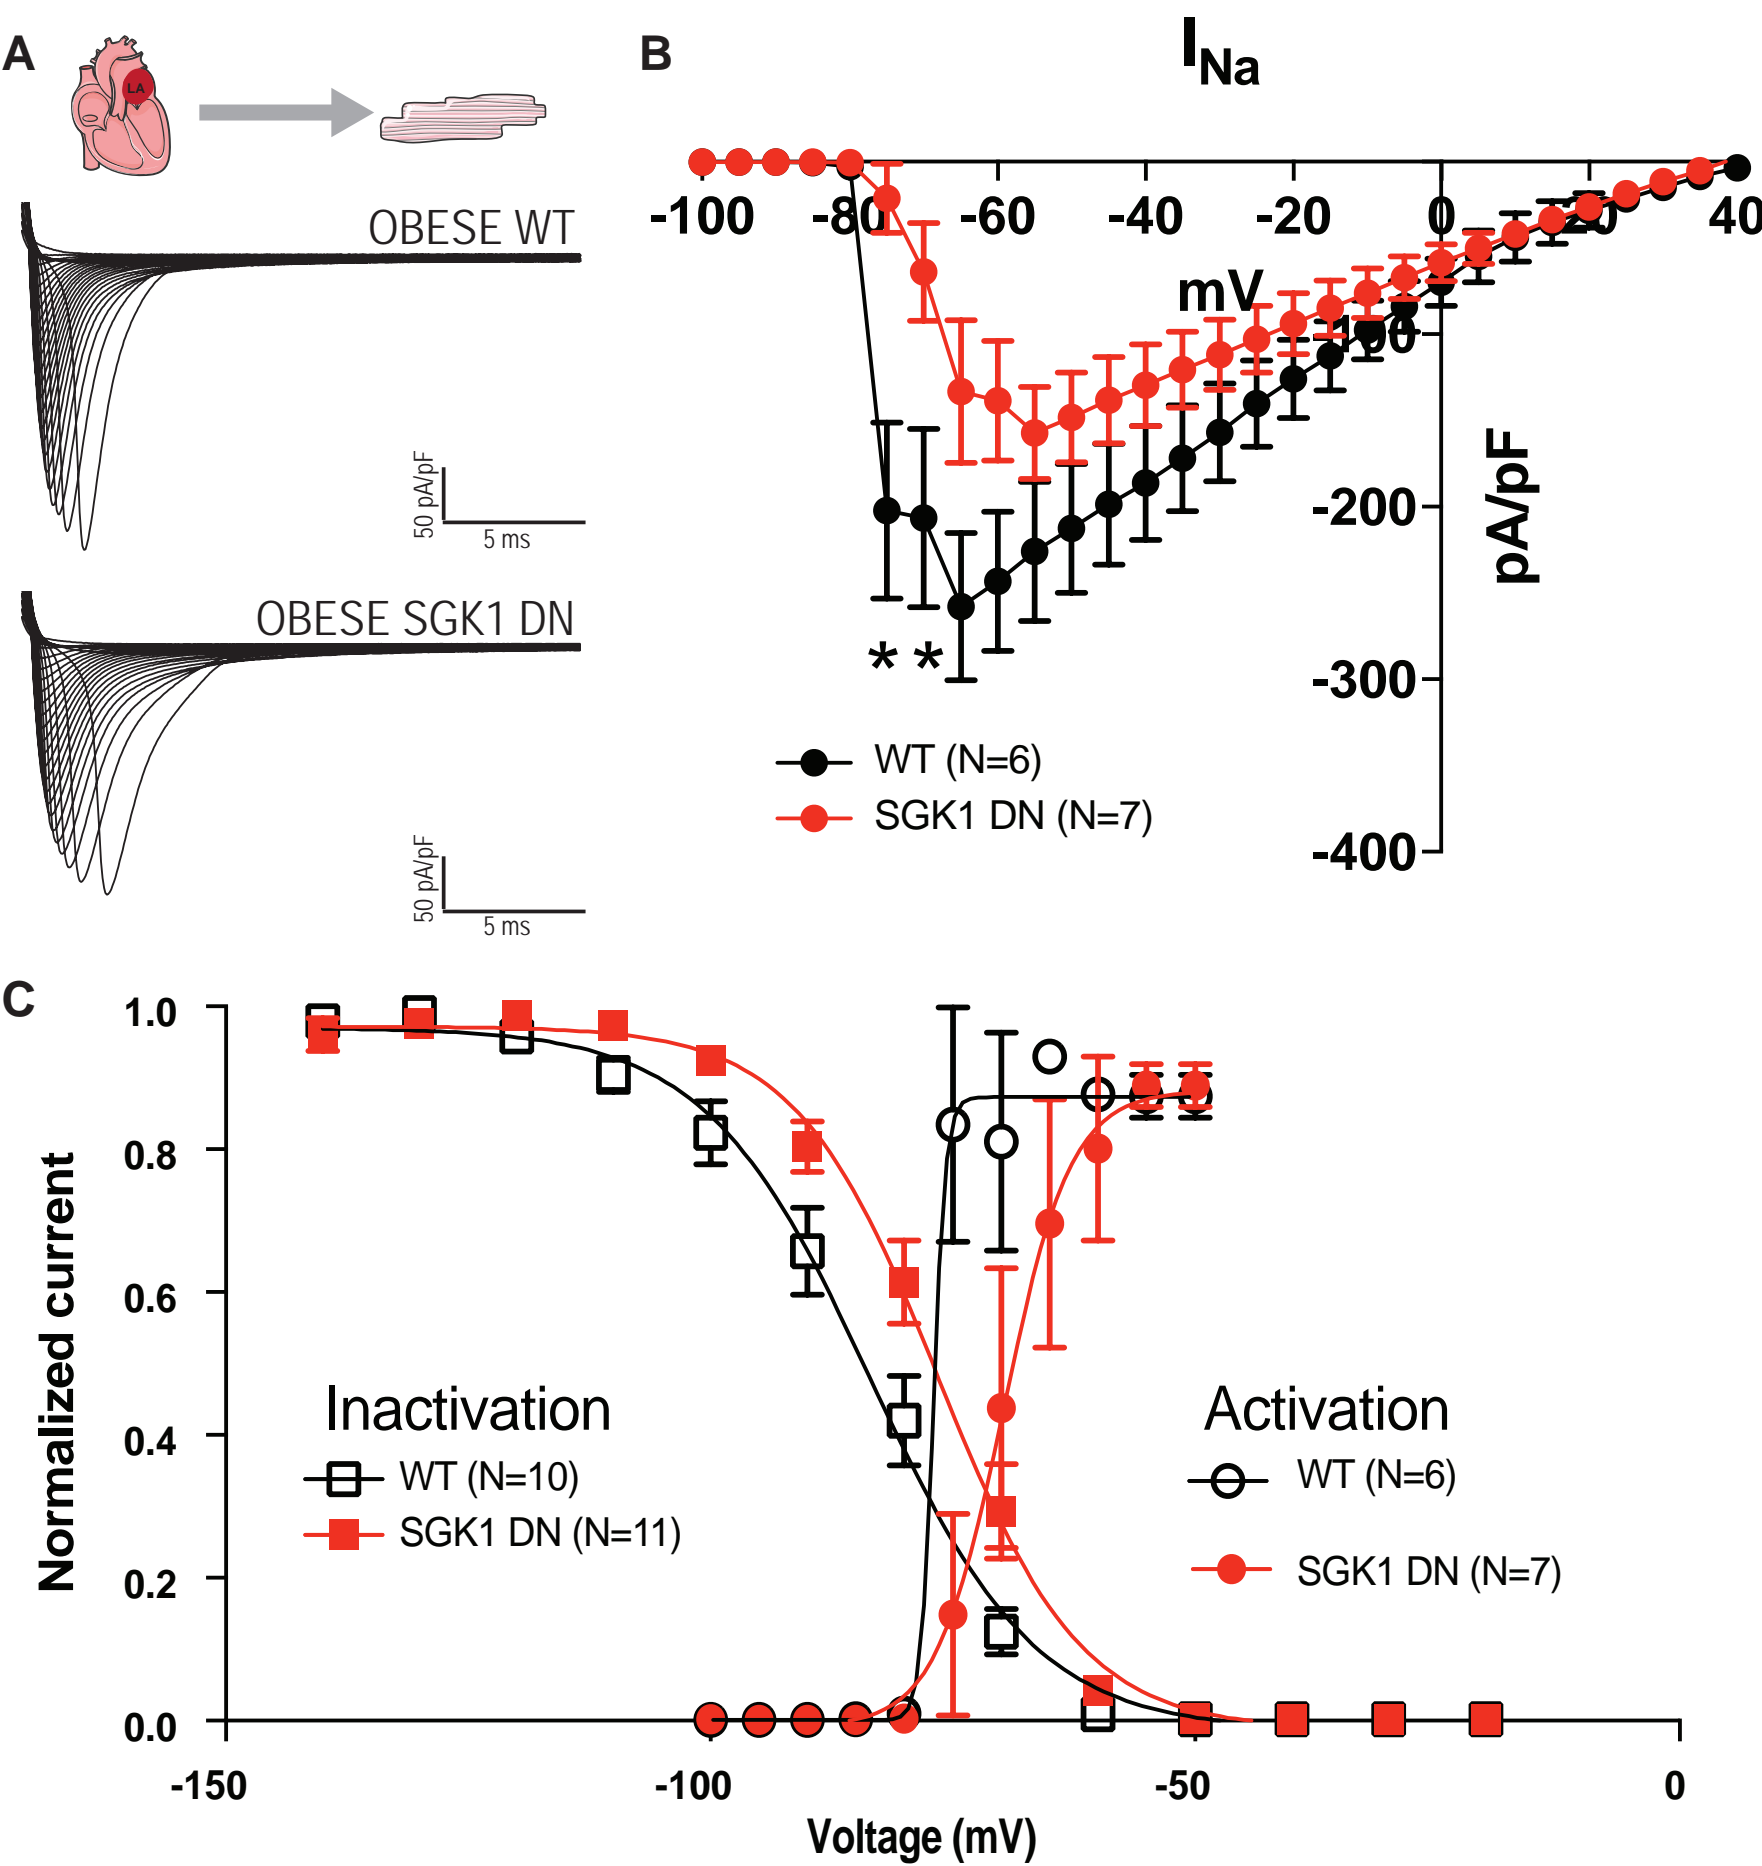 A
LA
OBESE WT
50 pA/pF
5 ms
OBESE SGK1 DN
50 pA/pF
5 ms
B
INa
-100 -80 -60 -40 -20 0 20 40
mV
-100
-200
-300
-400
pA/pF
* *
WT (N=6)
SGK1 DN (N=7)
C
1.0
0.8
0.6
0.4
0.2
0.0
Normalized current
Inactivation
WT (N=10)
SGK1 DN (N=11)
Activation
WT (N=6)
SGK1 DN (N=7)
-150 -100 -50 0
Voltage (mV)